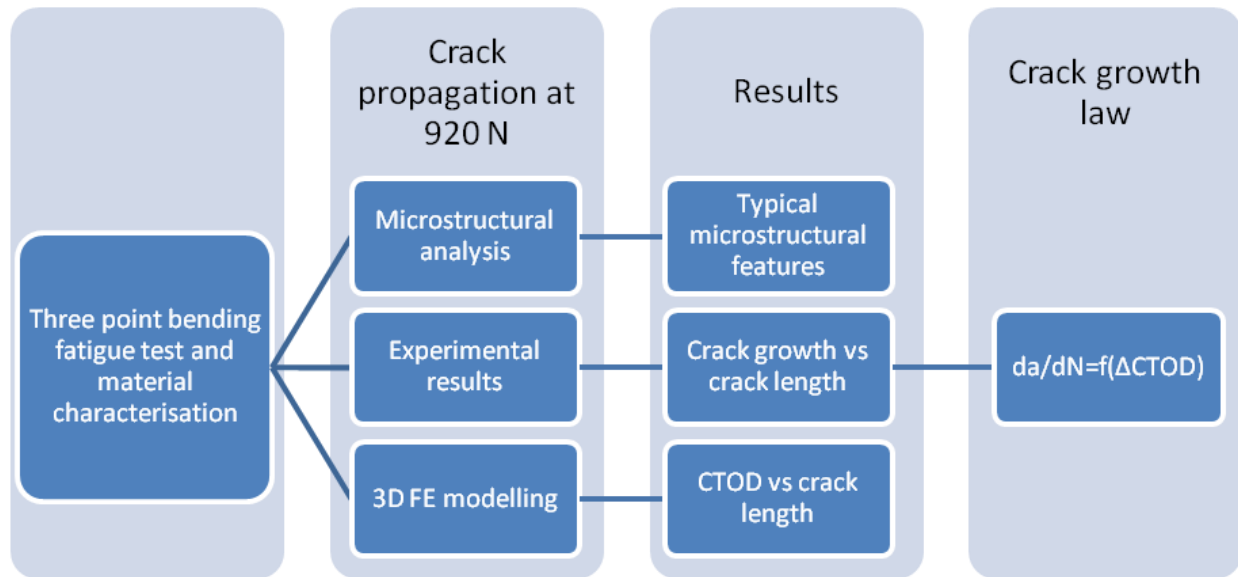 Crack
propagation at
920 N
Results
Crack growth
law
Three point bending
fatigue test and
material
characterisation
Microstructural
analysis
Typical
microstructural
features
Experimental
results
Crack growth vs
crack length
da/dN=f(ΔCTOD)
3D FE modelling
CTOD vs crack
length